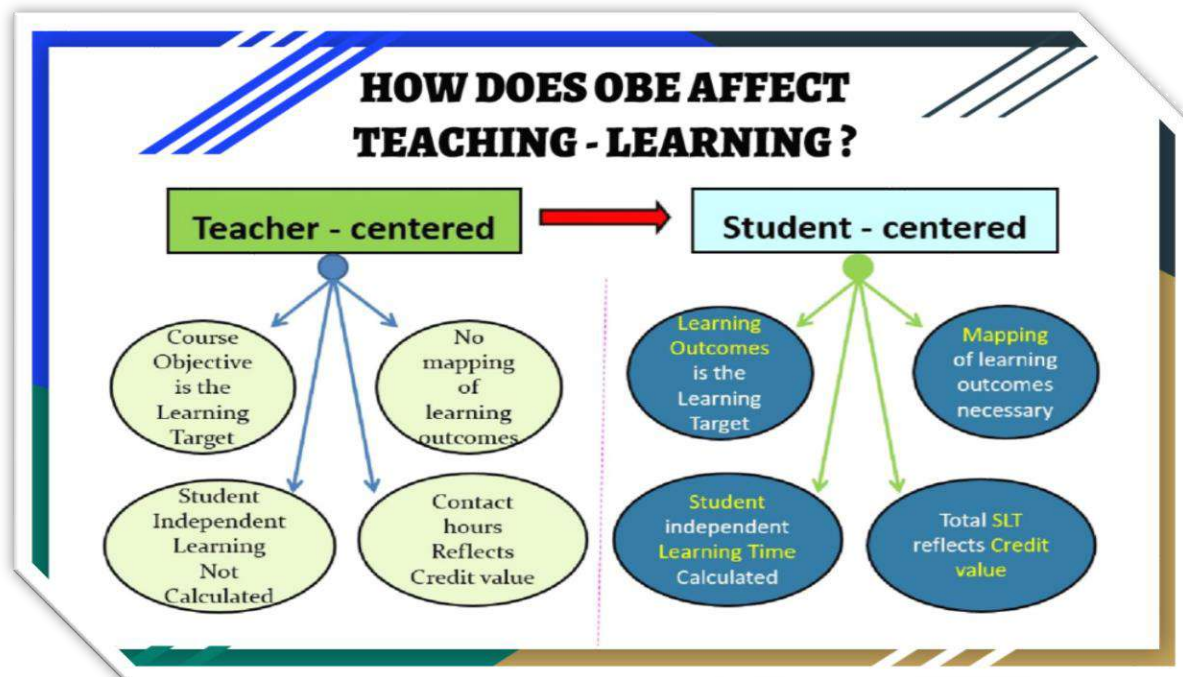 HOW DOES OBE AFFECT
TEACHING - LEARNING ?
Teacher - centered
Student - centered
Course
Objective
is the
Learning
Target
No
mapping
of
learning
outcomes
Learning
Outcomes
is the
Learning
Target
Mapping
of learning
outcomes
necessary
Student
Independent
Learning
Not
Calculated
Contact
hours
Reflects
Credit value
Student
independent
Learning Time
Calculated
Total SLT
reflects Credit
value